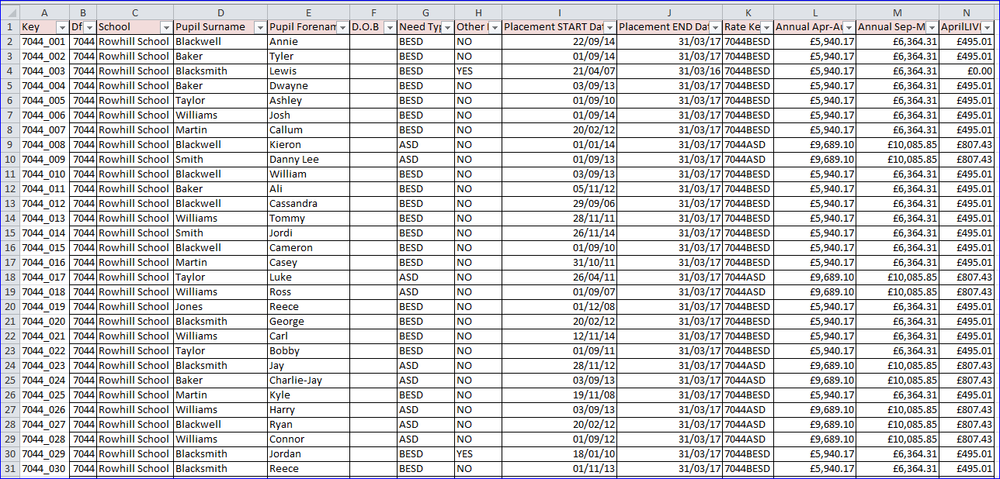 A B C D E F G H I J K L M N
1 Key Df School Pupil Surname Pupil Forenam D.O.B Need Typ Other Placement START Dat Placement END Dat Rate Ke Annual Apr-Au Annual Sep-M AprilLIVE
2 7044_001 7044 Rowhill School Blackwell Annie BESD NO 22/09/14 31/03/17 7044BESD £5,940.17 £6,364.31 £495.01
3 7044_002 7044 Rowhill School Baker Tyler BESD NO 01/09/14 31/03/17 7044BESD £5,940.17 £6,364.31 £495.01
4 7044_003 7044 Rowhill School Blacksmith Lewis BESD YES 21/04/07 31/03/16 7044BESD £5,940.17 £6,364.31 £0.00
5 7044_004 7044 Rowhill School Baker Dwayne BESD NO 03/09/13 31/03/17 7044BESD £5,940.17 £6,364.31 £495.01
6 7044_005 7044 Rowhill School Taylor Ashley BESD NO 01/09/10 31/03/17 7044BESD £5,940.17 £6,364.31 £495.01
7 7044_006 7044 Rowhill School Williams Josh BESD NO 01/09/14 31/03/17 7044BESD £5,940.17 £6,364.31 £495.01
8 7044_007 7044 Rowhill School Martin Callum BESD NO 20/02/12 31/03/17 7044BESD £5,940.17 £6,364.31 £495.01
9 7044_008 7044 Rowhill School Blackwell Kieron ASD NO 01/01/14 31/03/17 7044ASD £9,689.10 £10,085.85 £807.43
10 7044_009 7044 Rowhill School Smith Danny Lee ASD NO 01/09/13 31/03/17 7044ASD £9,689.10 £10,085.85 £807.43
11 7044_010 7044 Rowhill School Blackwell William BESD NO 03/09/13 31/03/17 7044BESD £5,940.17 £6,364.31 £495.01
12 7044_011 7044 Rowhill School Baker Ali BESD NO 05/11/12 31/03/17 7044BESD £5,940.17 £6,364.31 £495.01
13 7044_012 7044 Rowhill School Blackwell Cassandra BESD NO 29/09/06 31/03/17 7044BESD £5,940.17 £6,364.31 £495.01
14 7044_013 7044 Rowhill School Williams Tommy BESD NO 28/11/11 31/03/17 7044BESD £5,940.17 £6,364.31 £495.01
15 7044_014 7044 Rowhill School Smith Jordi BESD NO 26/11/14 31/03/17 7044BESD £5,940.17 £6,364.31 £495.01
16 7044_015 7044 Rowhill School Blackwell Cameron BESD NO 01/09/10 31/03/17 7044BESD £5,940.17 £6,364.31 £495.01
17 7044_016 7044 Rowhill School Martin Casey BESD NO 31/10/11 31/03/17 7044BESD £5,940.17 £6,364.31 £495.01
18 7044_017 7044 Rowhill School Taylor Luke ASD NO 26/04/11 31/03/17 7044ASD £9,689.10 £10,085.85 £807.43
19 7044_018 7044 Rowhill School Williams Ross ASD NO 01/09/07 31/03/17 7044ASD £9,689.10 £10,085.85 £807.43
20 7044_019 7044 Rowhill School Jones Reece BESD NO 01/12/08 31/03/17 7044BESD £5,940.17 £6,364.31 £495.01
21 7044_020 7044 Rowhill School Blacksmith George BESD NO 20/02/12 31/03/17 7044BESD £5,940.17 £6,364.31 £495.01
22 7044_021 7044 Rowhill School Williams Carl BESD NO 12/11/14 31/03/17 7044BESD £5,940.17 £6,364.31 £495.01
23 7044_022 7044 Rowhill School Taylor Bobby BESD NO 01/09/11 31/03/17 7044BESD £5,940.17 £6,364.31 £495.01
24 7044_023 7044 Rowhill School Blacksmith Jay ASD NO 28/11/12 31/03/17 7044ASD £9,689.10 £10,085.85 £807.43
25 7044_024 7044 Rowhill School Baker Charlie-Jay ASD NO 03/09/13 31/03/17 7044ASD £9,689.10 £10,085.85 £807.43
26 7044_025 7044 Rowhill School Martin Kyle BESD NO 19/11/08 31/03/17 7044BESD £5,940.17 £6,364.31 £495.01
27 7044_026 7044 Rowhill School Williams Harry ASD NO 03/09/13 31/03/17 7044ASD £9,689.10 £10,085.85 £807.43
28 7044_027 7044 Rowhill School Blackwell Ryan ASD NO 20/02/12 31/03/17 7044ASD £9,689.10 £10,085.85 £807.43
29 7044_028 7044 Rowhill School Williams Connor ASD NO 01/09/12 31/03/17 7044ASD £9,689.10 £10,085.85 £807.43
30 7044_029 7044 Rowhill School Blacksmith Jordan BESD YES 18/01/10 31/03/17 7044BESD £5,940.17 £6,364.31 £495.01
31 7044_030 7044 Rowhill School Blacksmith Reece BESD NO 01/11/13 31/03/17 7044BESD £5,940.17 £6,364.31 £495.01